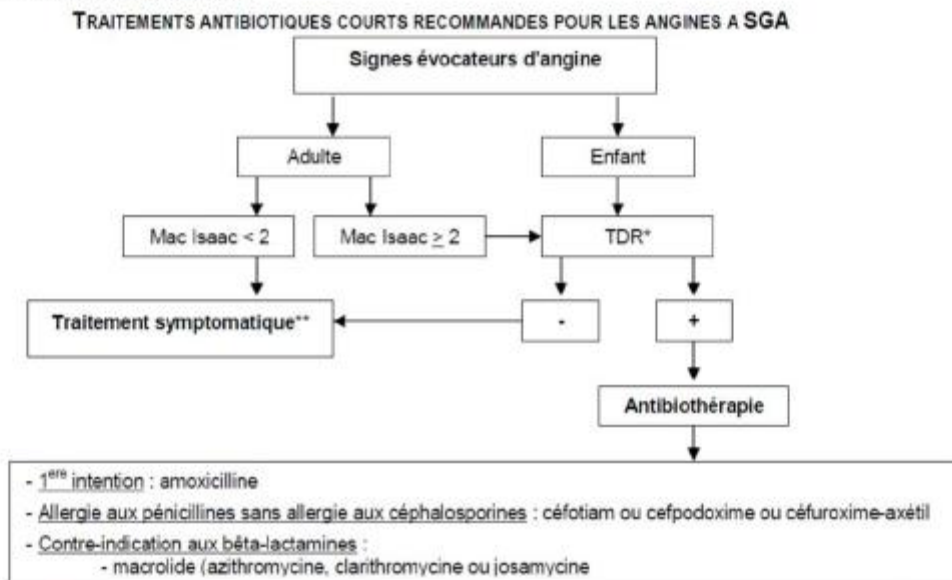 TRAITEMENTS ANTIBIOTIQUES COURTS RECOMMANDES POUR LES ANGINES A SGA
Signes évocateurs d'angine
Adulte
Enfant
Mac Isaac < 2
Mac Isaac ≥ 2
TDR*
Traitement symptomatique**
-
+
Antibiothérapie
- 1ere intention : amoxicilline
- Allergie aux pénicillines sans allergie aux céphalosporines : céfotiam ou cefpodoxime ou céfuroxime-axétil
- Contre-indication aux bêta-lactamines :
- macrolide (azithromycine, clarithromycine ou josamycine